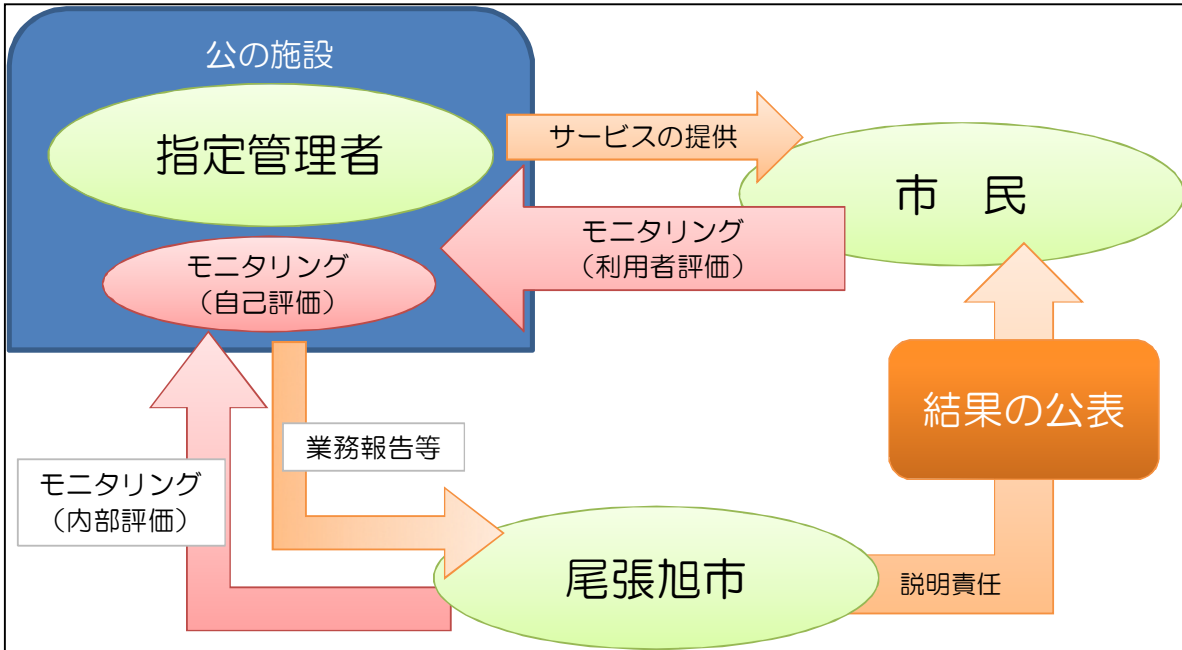 公の施設
指定管理者
サービスの提供
市　民
モニタリング
（利用者評価）
モニタリング
（自己評価）
結果の公表
業務報告等
モニタリング
（内部評価）
尾張旭市
説明責任